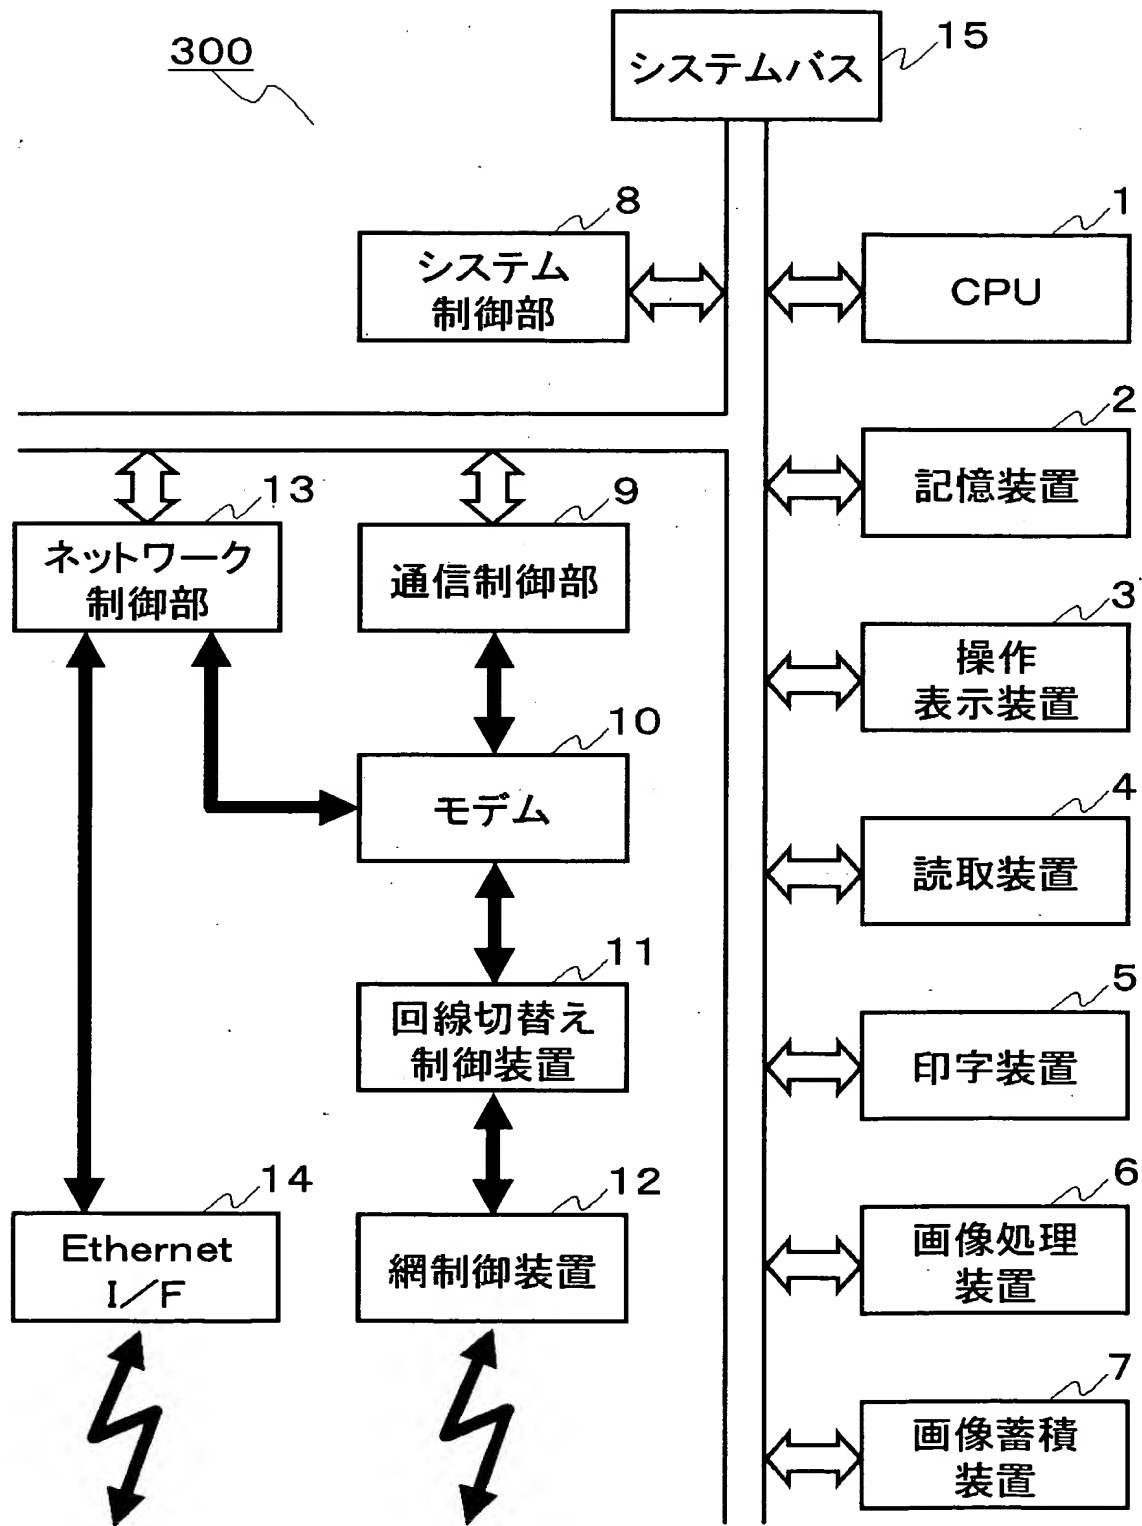 300
システムバス
15
8
システム
制御部
1
CPU
2
記憶装置
13
ネットワーク
制御部
9
通信制御部
3
操作
表示装置
10
モデム
4
読取装置
11
回線切替え
制御装置
5
印字装置
14
Ethernet
I/F
12
網制御装置
6
画像処理
装置
7
画像蓄積
装置